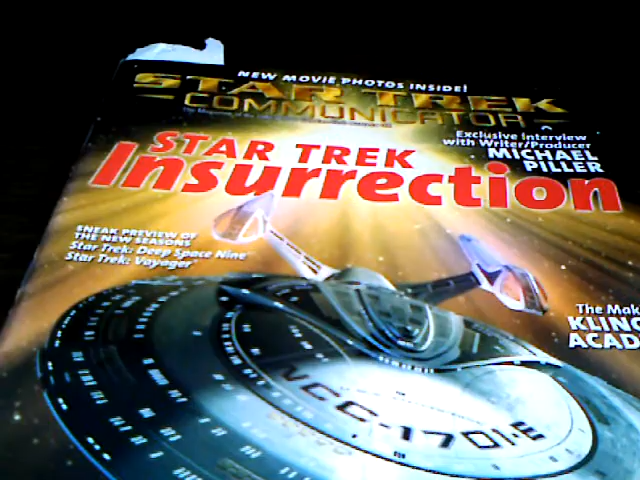 NEW MOVIE PHOTOS INSIDE!
STAR TREK
COMMUNICATOR
Exclusive Interview
with Writer/Producer
MICHAEL
PILLER
STAR TREK
Insurrection
SNEAK PREVIEW OF
THE NEW SEASONS
Star Trek: Deep Space Nine
Star Trek: Voyager
The Mak
KLING
ACAD
NCC-1701-E